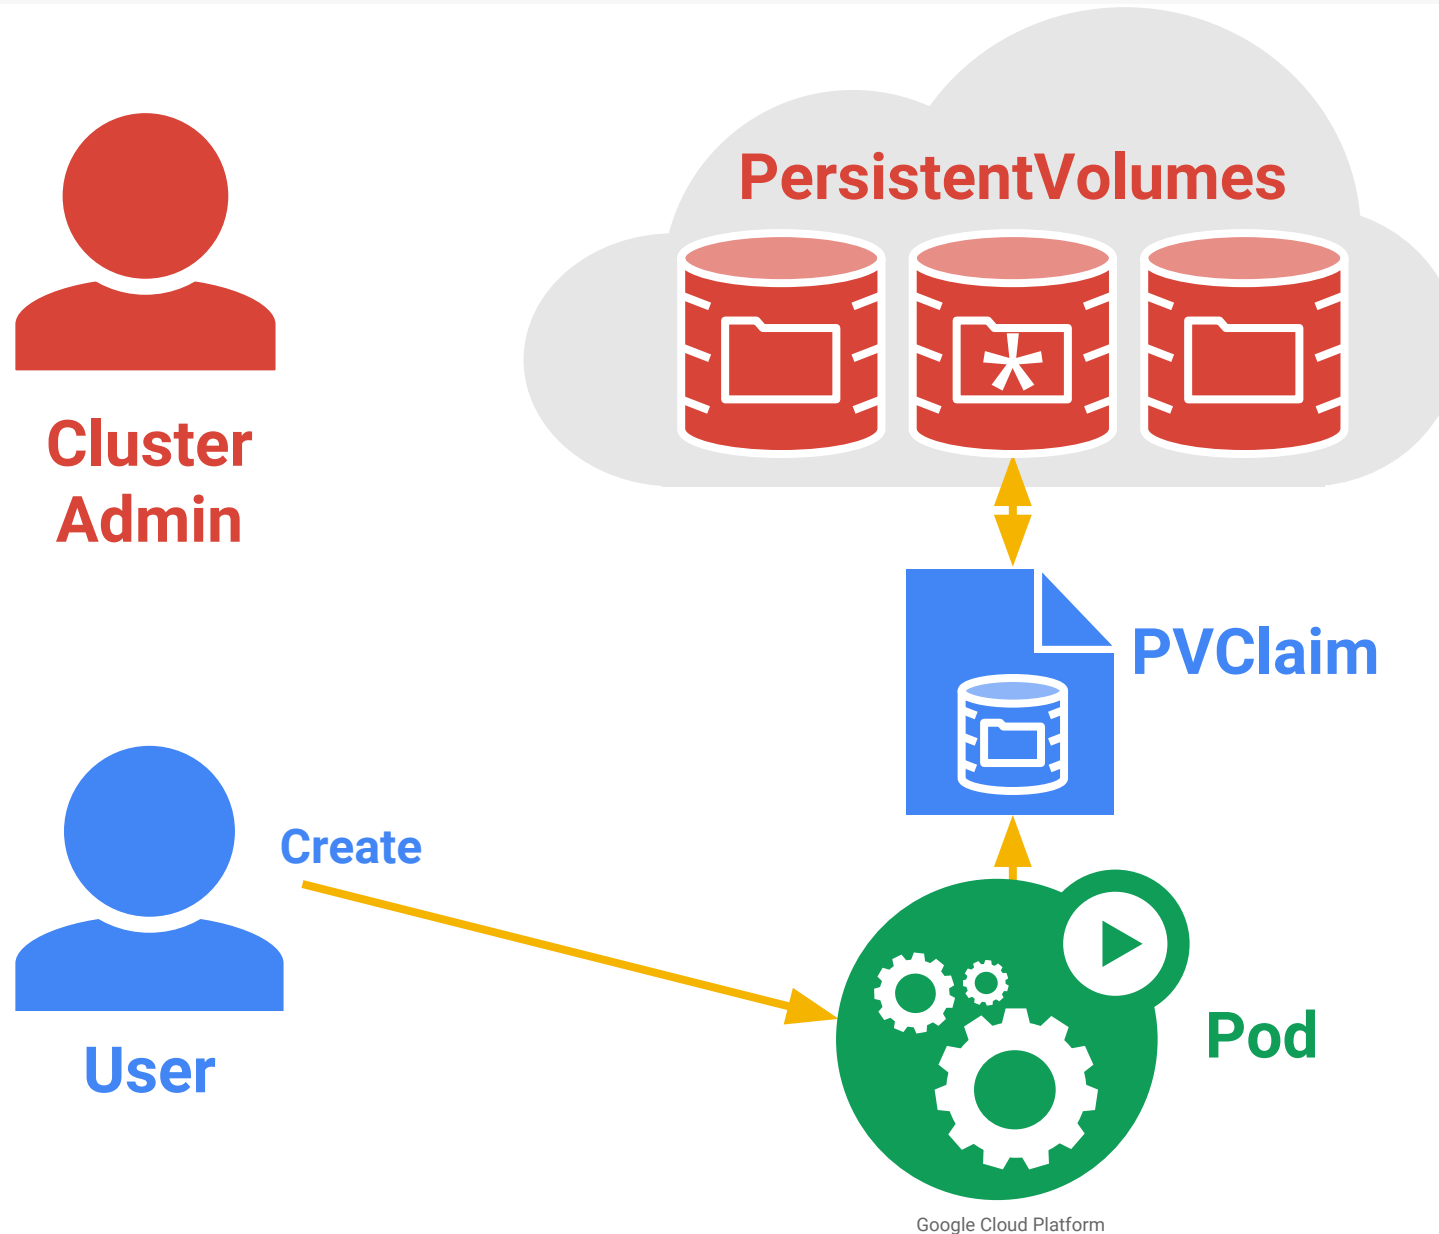 PersistentVolumes
*
Cluster
Admin
PVClaim
Create
Pod
User
Google Cloud Platform